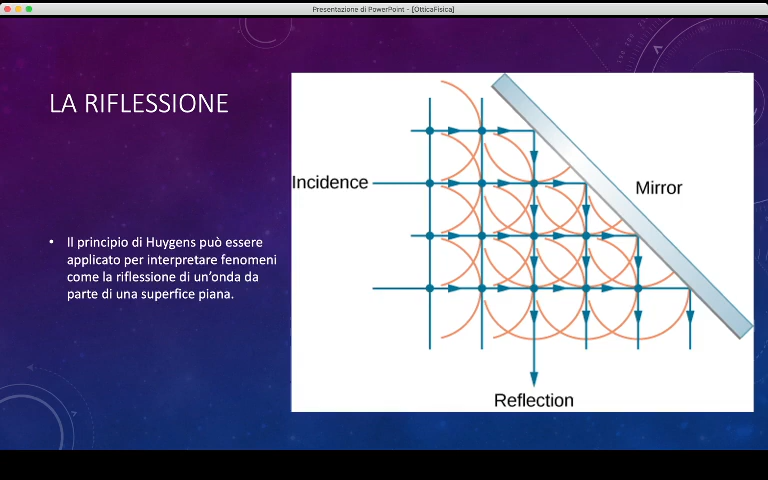 Presentazione di PowerPoint - [OtticaFisica]
LA RIFLESSIONE
Incidence
Mirror
• Il principio di Huygens può essere
applicato per interpretare fenomeni
come la riflessione di un'onda da
parte di una superfice piana.
Reflection